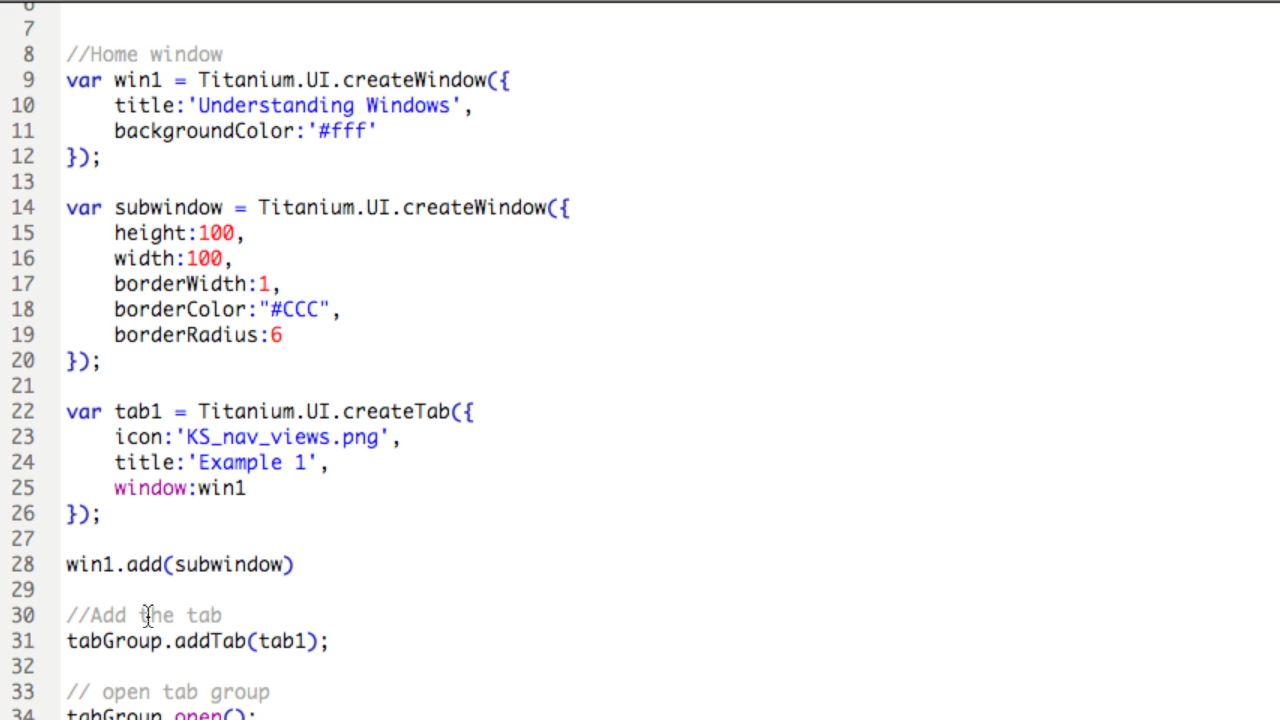 6
7
8 //Home window
9 var win1 = Titanium.UI.createWindow({
10 title:'Understanding Windows',
11 backgroundColor:'#fff'
12 });
13
14 var subwindow = Titanium.UI.createWindow({
15 height:100,
16 width:100,
17 borderWidth:1,
18 borderColor:"#CCC",
19 borderRadius:6
20 });
21
22 var tab1 = Titanium.UI.createTab({
23 icon:'KS_nav_views.png',
24 title:'Example 1',
25 window:win1
26 });
27
28 win1.add(subwindow)
29
30 //Add the tab
31 tabGroup.addTab(tab1);
32
33 // open tab group
34 tabGroup.open();